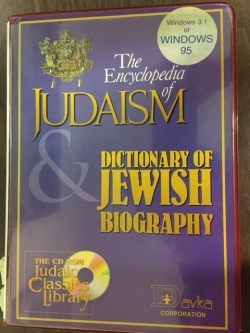 Windows 3.1
or
WINDOWS
95
The
Encyclopedia
of
JUDAISM
&
DICTIONARY OF
JEWISH
BIOGRAPHY
THE CD-ROM
Judaic
Classics
Library
Davka
CORPORATION